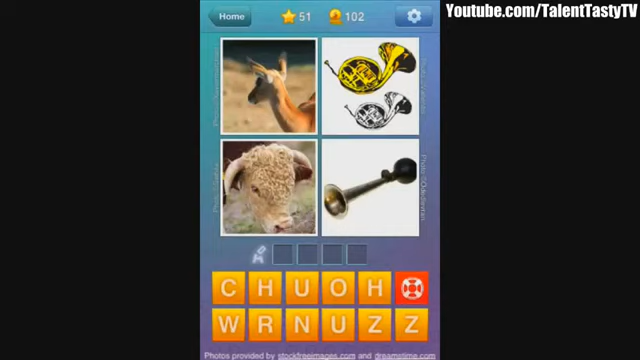 Youtube.com/TalentTastyTV
Home 51 102
C H U O H
W R N U Z Z
Photos provided by stockfreeimages.com and dreamstime.com